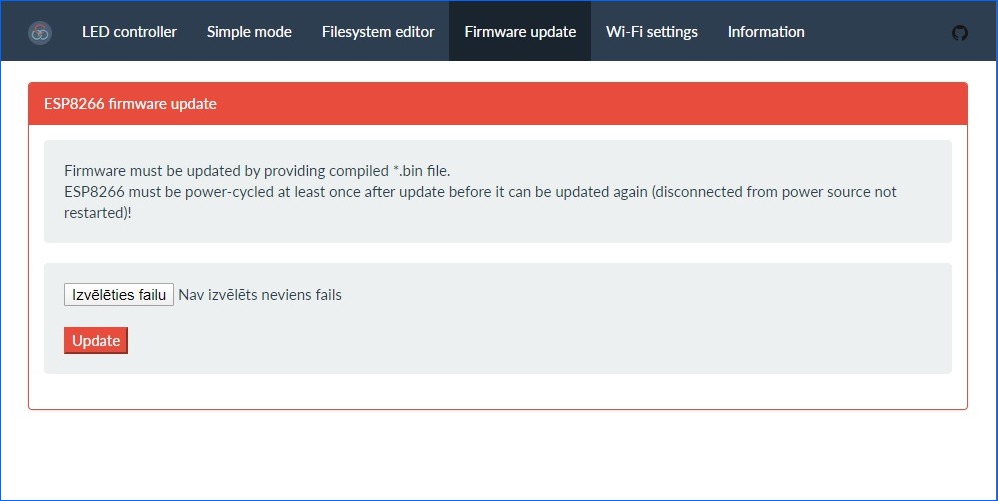 LED controller Simple mode Filesystem editor Firmware update Wi-Fi settings Information
ESP8266 firmware update
Firmware must be updated by providing compiled *.bin file.
ESP8266 must be power-cycled at least once after update before it can be updated again (disconnected from power source not
restarted)!
Izvēlēties failu Nav izvēlēts neviens fails
Update